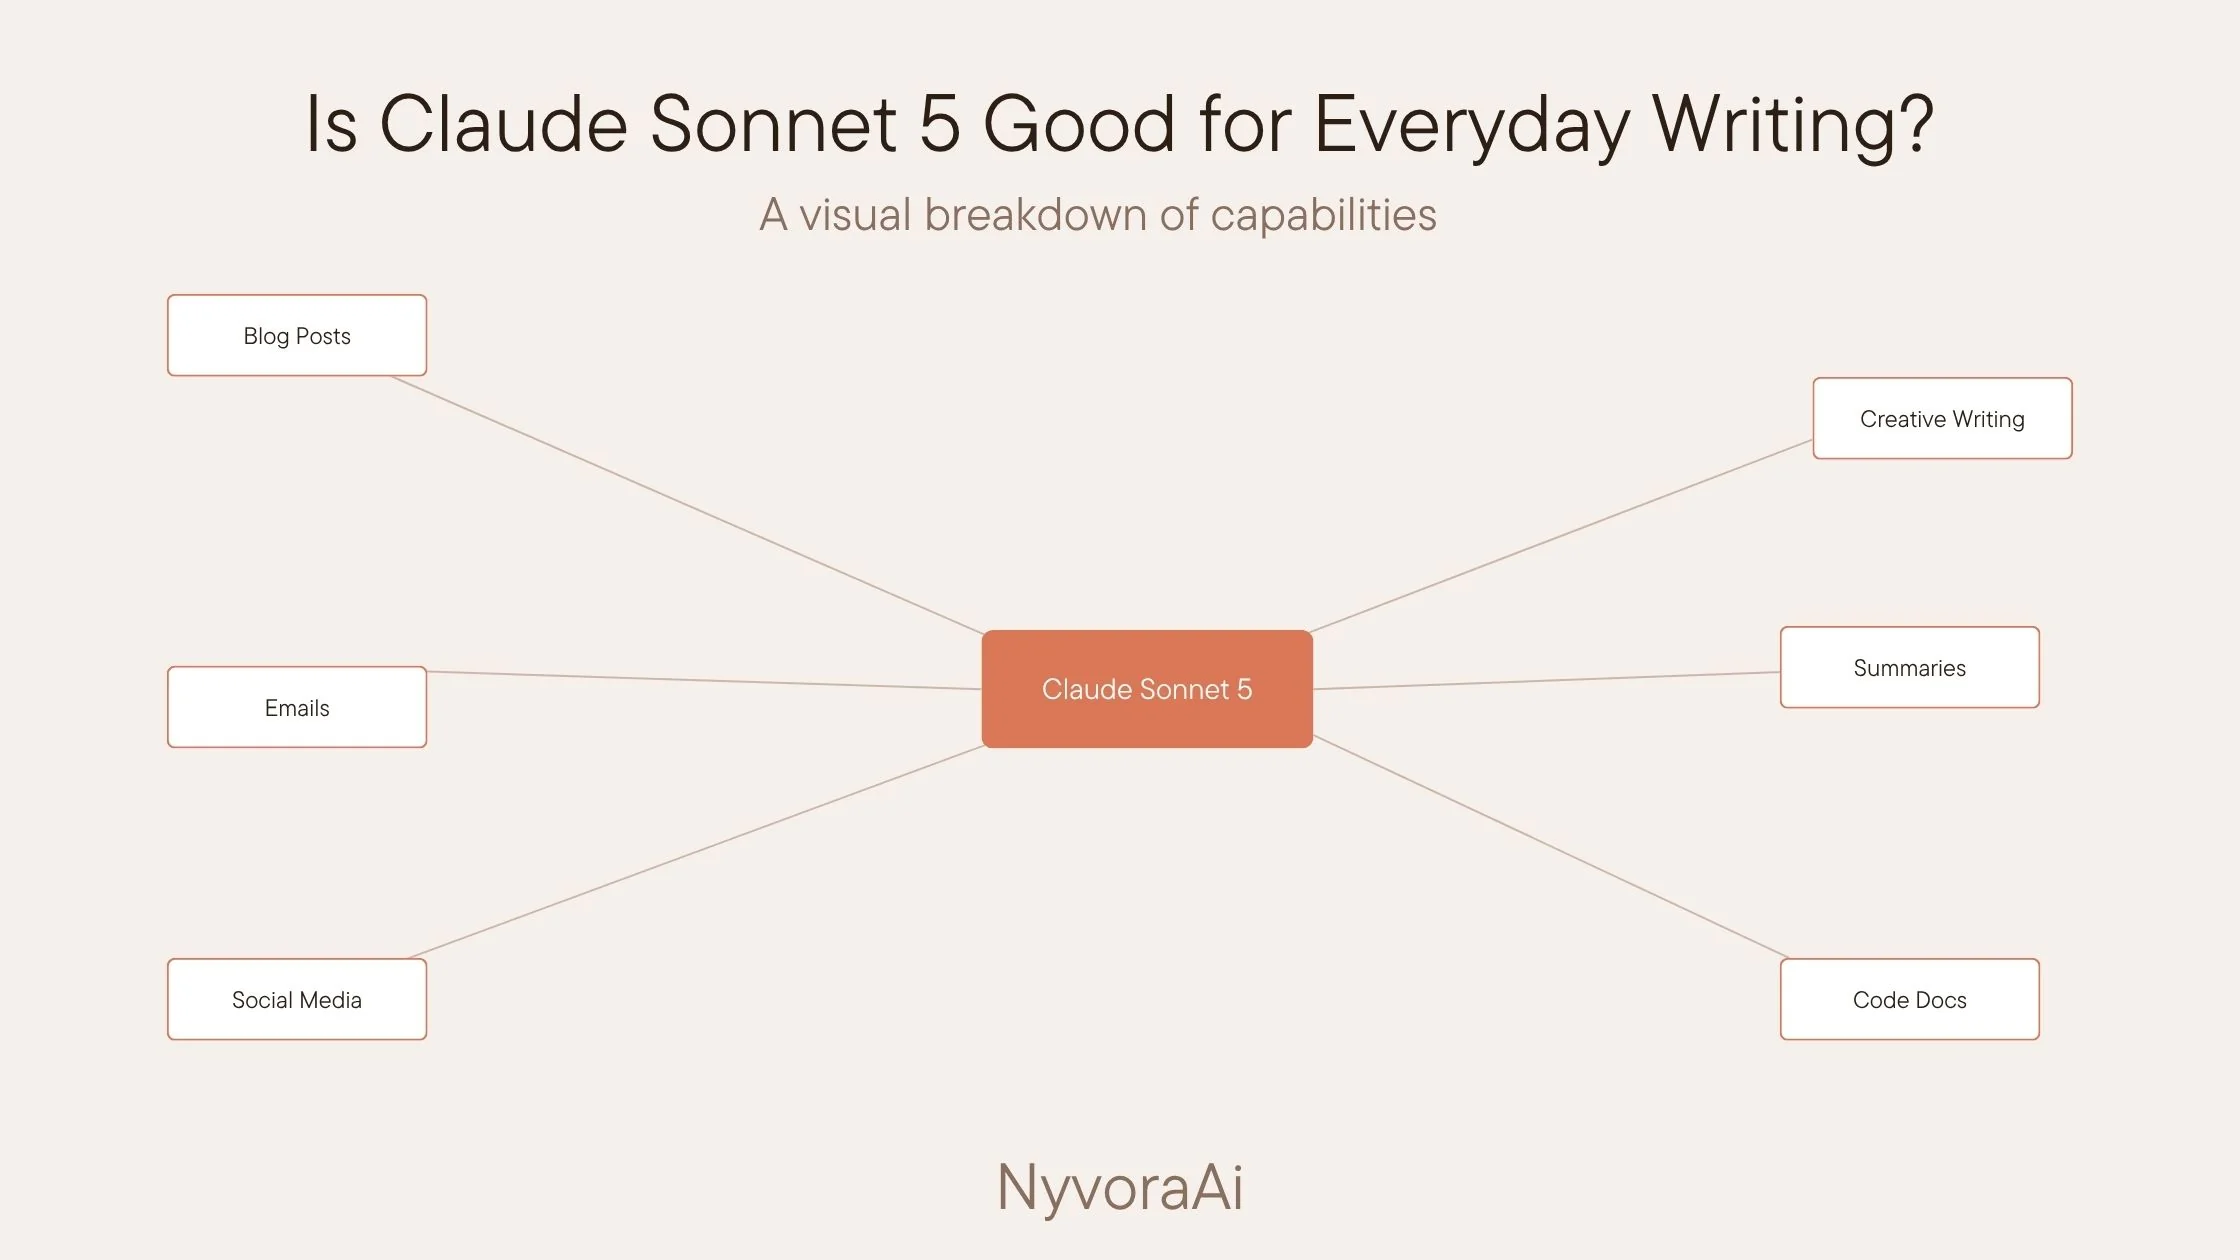 Is Claude Sonnet 5 Good for Everyday Writing?
A visual breakdown of capabilities
Blog Posts
Creative Writing
Emails
Claude Sonnet 5
Summaries
Social Media
Code Docs
NyvoraAi